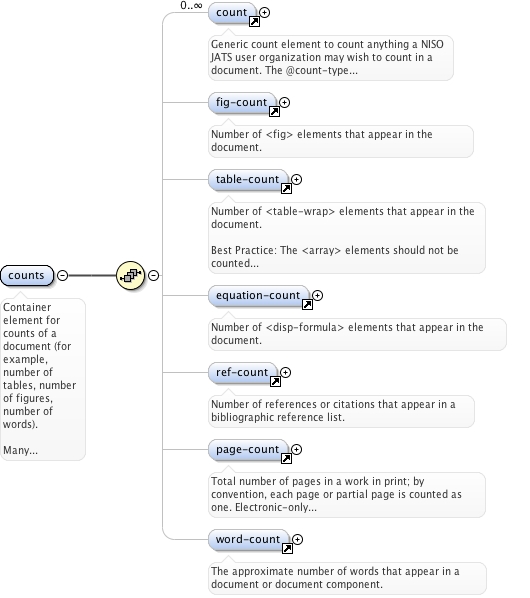 0..∞
count
Generic count element to count anything a NISO
JATS user organization may wish to count in a
document. The @count-type...
fig-count
Number of <fig> elements that appear in the
document.
table-count
Number of <table-wrap> elements that appear in the
document.
Best Practice: The <array> elements should not be
counted...
counts
Container
element for
counts of a
document (for
example,
number of
tables, number
of figures,
number of
words).
Many...
equation-count
Number of <disp-formula> elements that appear in the
document.
ref-count
Number of references or citations that appear in a
bibliographic reference list.
page-count
Total number of pages in a work in print; by
convention, each page or partial page is counted as
one. Electronic-only...
word-count
The approximate number of words that appear in a
document or document component.